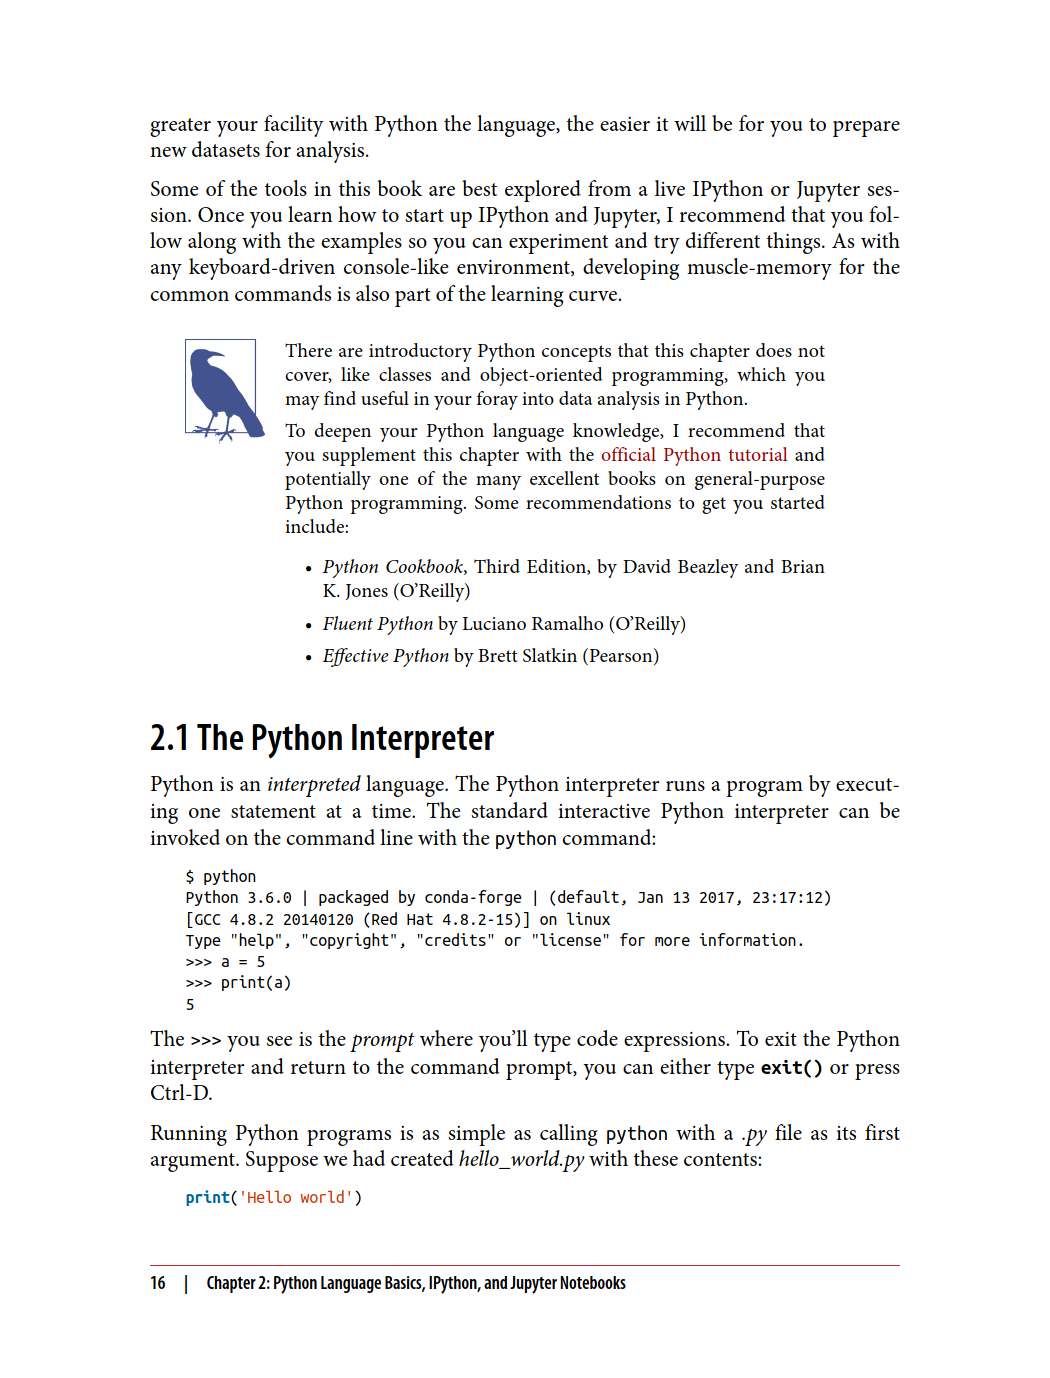 greater your facility with Python the language, the easier it will be for you to prepare
new datasets for analysis.
Some of the tools in this book are best explored from a live IPython or Jupyter ses-
sion. Once you learn how to start up IPython and Jupyter, I recommend that you fol-
low along with the examples so you can experiment and try different things. As with
any keyboard-driven console-like environment, developing muscle-memory for the
common commands is also part of the learning curve.
There are introductory Python concepts that this chapter does not
cover, like classes and object-oriented programming, which you
may find useful in your foray into data analysis in Python.
To deepen your Python language knowledge, I recommend that
you supplement this chapter with the official Python tutorial and
potentially one of the many excellent books on general-purpose
Python programming. Some recommendations to get you started
include:
• Python Cookbook, Third Edition, by David Beazley and Brian
K. Jones (O’Reilly)
• Fluent Python by Luciano Ramalho (O’Reilly)
• Effective Python by Brett Slatkin (Pearson)
2.1 The Python Interpreter
Python is an interpreted language. The Python interpreter runs a program by execut-
ing one statement at a time. The standard interactive Python interpreter can be
invoked on the command line with the python command:
$ python
Python 3.6.0 | packaged by conda-forge | (default, Jan 13 2017, 23:17:12)
[GCC 4.8.2 20140120 (Red Hat 4.8.2-15)] on linux
Type "help", "copyright", "credits" or "license" for more information.
>>> a = 5
>>> print(a)
5
The >>> you see is the prompt where you’ll type code expressions. To exit the Python
interpreter and return to the command prompt, you can either type exit() or press
Ctrl-D.
Running Python programs is as simple as calling python with a .py file as its first
argument. Suppose we had created hello_world.py with these contents:
print('Hello world')
16 | Chapter 2: Python Language Basics, IPython, and Jupyter Notebooks